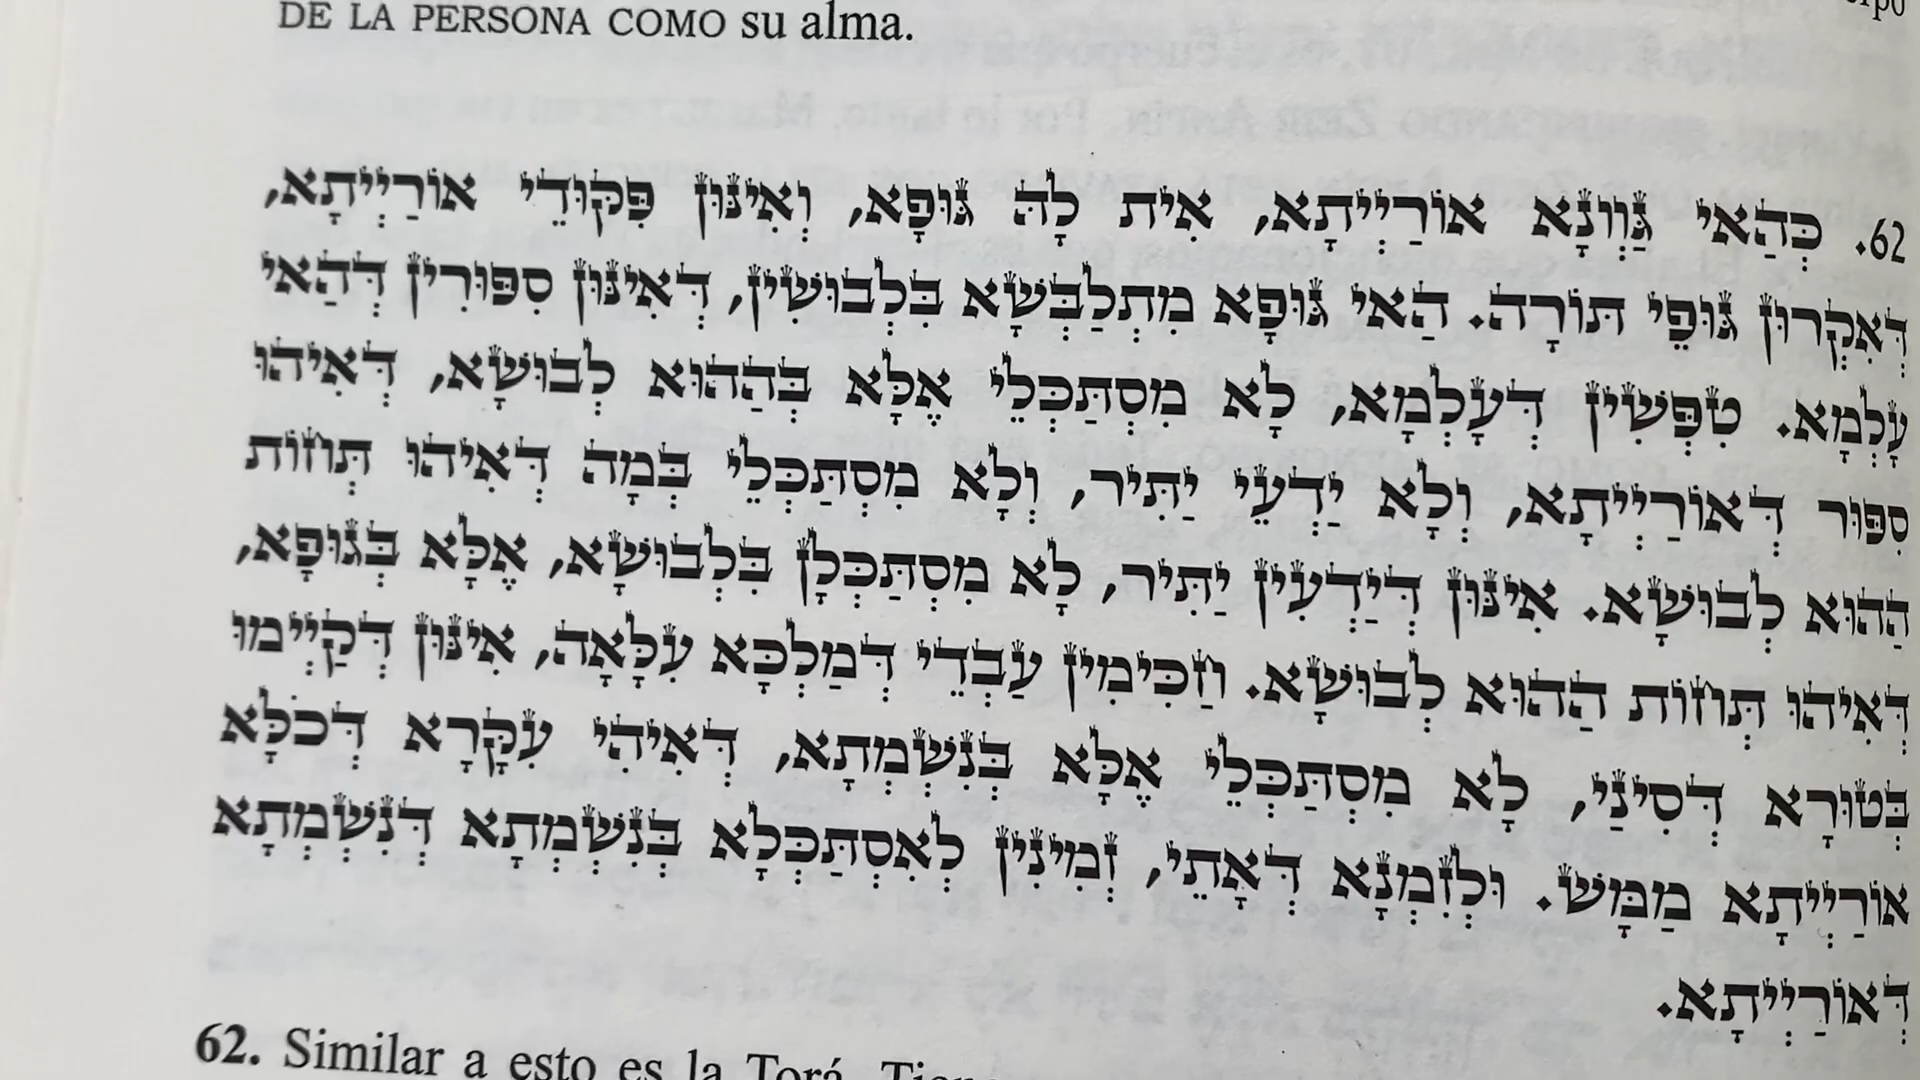 DE LA PERSONA COMO su alma.
62. כְּהַאי גַּוְונָא אוֹרַיְיתָא, אִית לָהּ גּוּפָא, וְאִינּוּן פִּקּוּדֵי אוֹרַיְיתָא,
דְּאִקְרוּן גּוּפֵי תּוֹרָה. הַאי גּוּפָא מִתְלַבְּשָׁא בִּלְבוּשִׁין, דְּאִינּוּן סִפּוּרִין דְּהַאי
עָלְמָא. טִפְּשִׁין דְּעָלְמָא, לָא מִסְתַּכְּלֵי אֶלָּא בְּהַהוּא לְבוּשָׁא, דְּאִיהוּ
סִפּוּר דְּאוֹרַיְיתָא, וְלָא יַדְעֵי יַתִּיר, וְלָא מִסְתַּכְּלֵי בְּמָה דְּאִיהוּ תְּחוֹת
הַהוּא לְבוּשָׁא. אִינּוּן דְּיַדְעִין יַתִּיר, לָא מִסְתַּכְּלָן בִּלְבוּשָׁא, אֶלָּא בְּגוּפָא,
דְּאִיהוּ תְּחוֹת הַהוּא לְבוּשָׁא. וְזַכִּימִין עַבְדֵי דְּמַלְכָּא עִלָּאָה, אִינּוּן דְּקַיְימוּ
בְּטוּרָא דְּסִינַי, לָא מִסְתַּכְּלֵי אֶלָּא בְּנִשְׁמְתָא, דְּאִיהִי עִקָּרָא דְּכֹלָּא
אוֹרַיְיתָא מַמָּשׁ. וּלְזִמְנָא דְּאָתֵי, זְמִינִין לְאִסְתַּכְּלָא בְּנִשְׁמְתָא דְּנִשְׁמְתָא
דְּאוֹרַיְיתָא.
62. Similar a esto es la Torá.